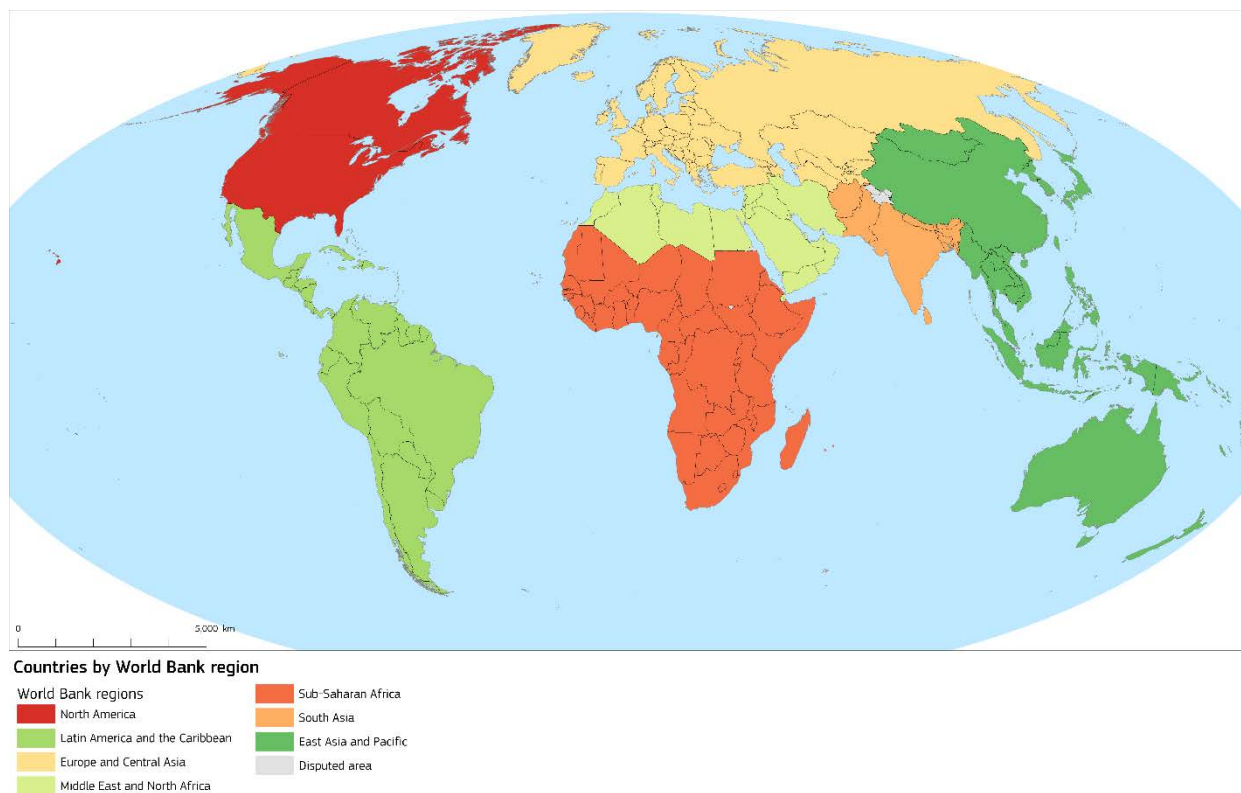 0 5,000 km
Countries by World Bank region
World Bank regions
North America
Latin America and the Caribbean
Europe and Central Asia
Middle East and North Africa
Sub-Saharan Africa
South Asia
East Asia and Pacific
Disputed area